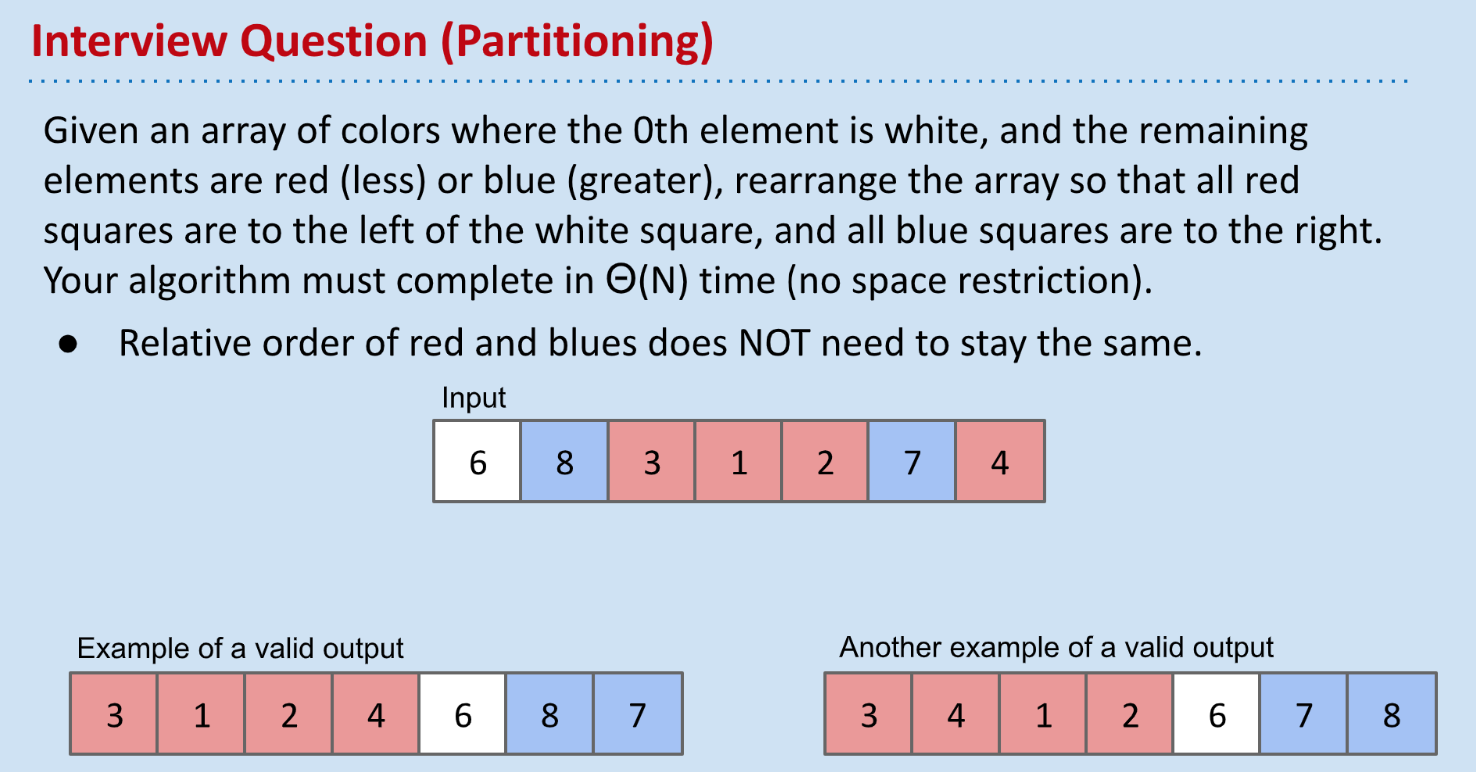 Interview Question (Partitioning)
Given an array of colors where the 0th element is white, and the remaining
elements are red (less) or blue (greater), rearrange the array so that all red
squares are to the left of the white square, and all blue squares are to the right.
Your algorithm must complete in Θ(N) time (no space restriction).
● Relative order of red and blues does NOT need to stay the same.
Input
6 8 3 1 2 7 4
Example of a valid output
3 1 2 4 6 8 7
Another example of a valid output
3 4 1 2 6 7 8